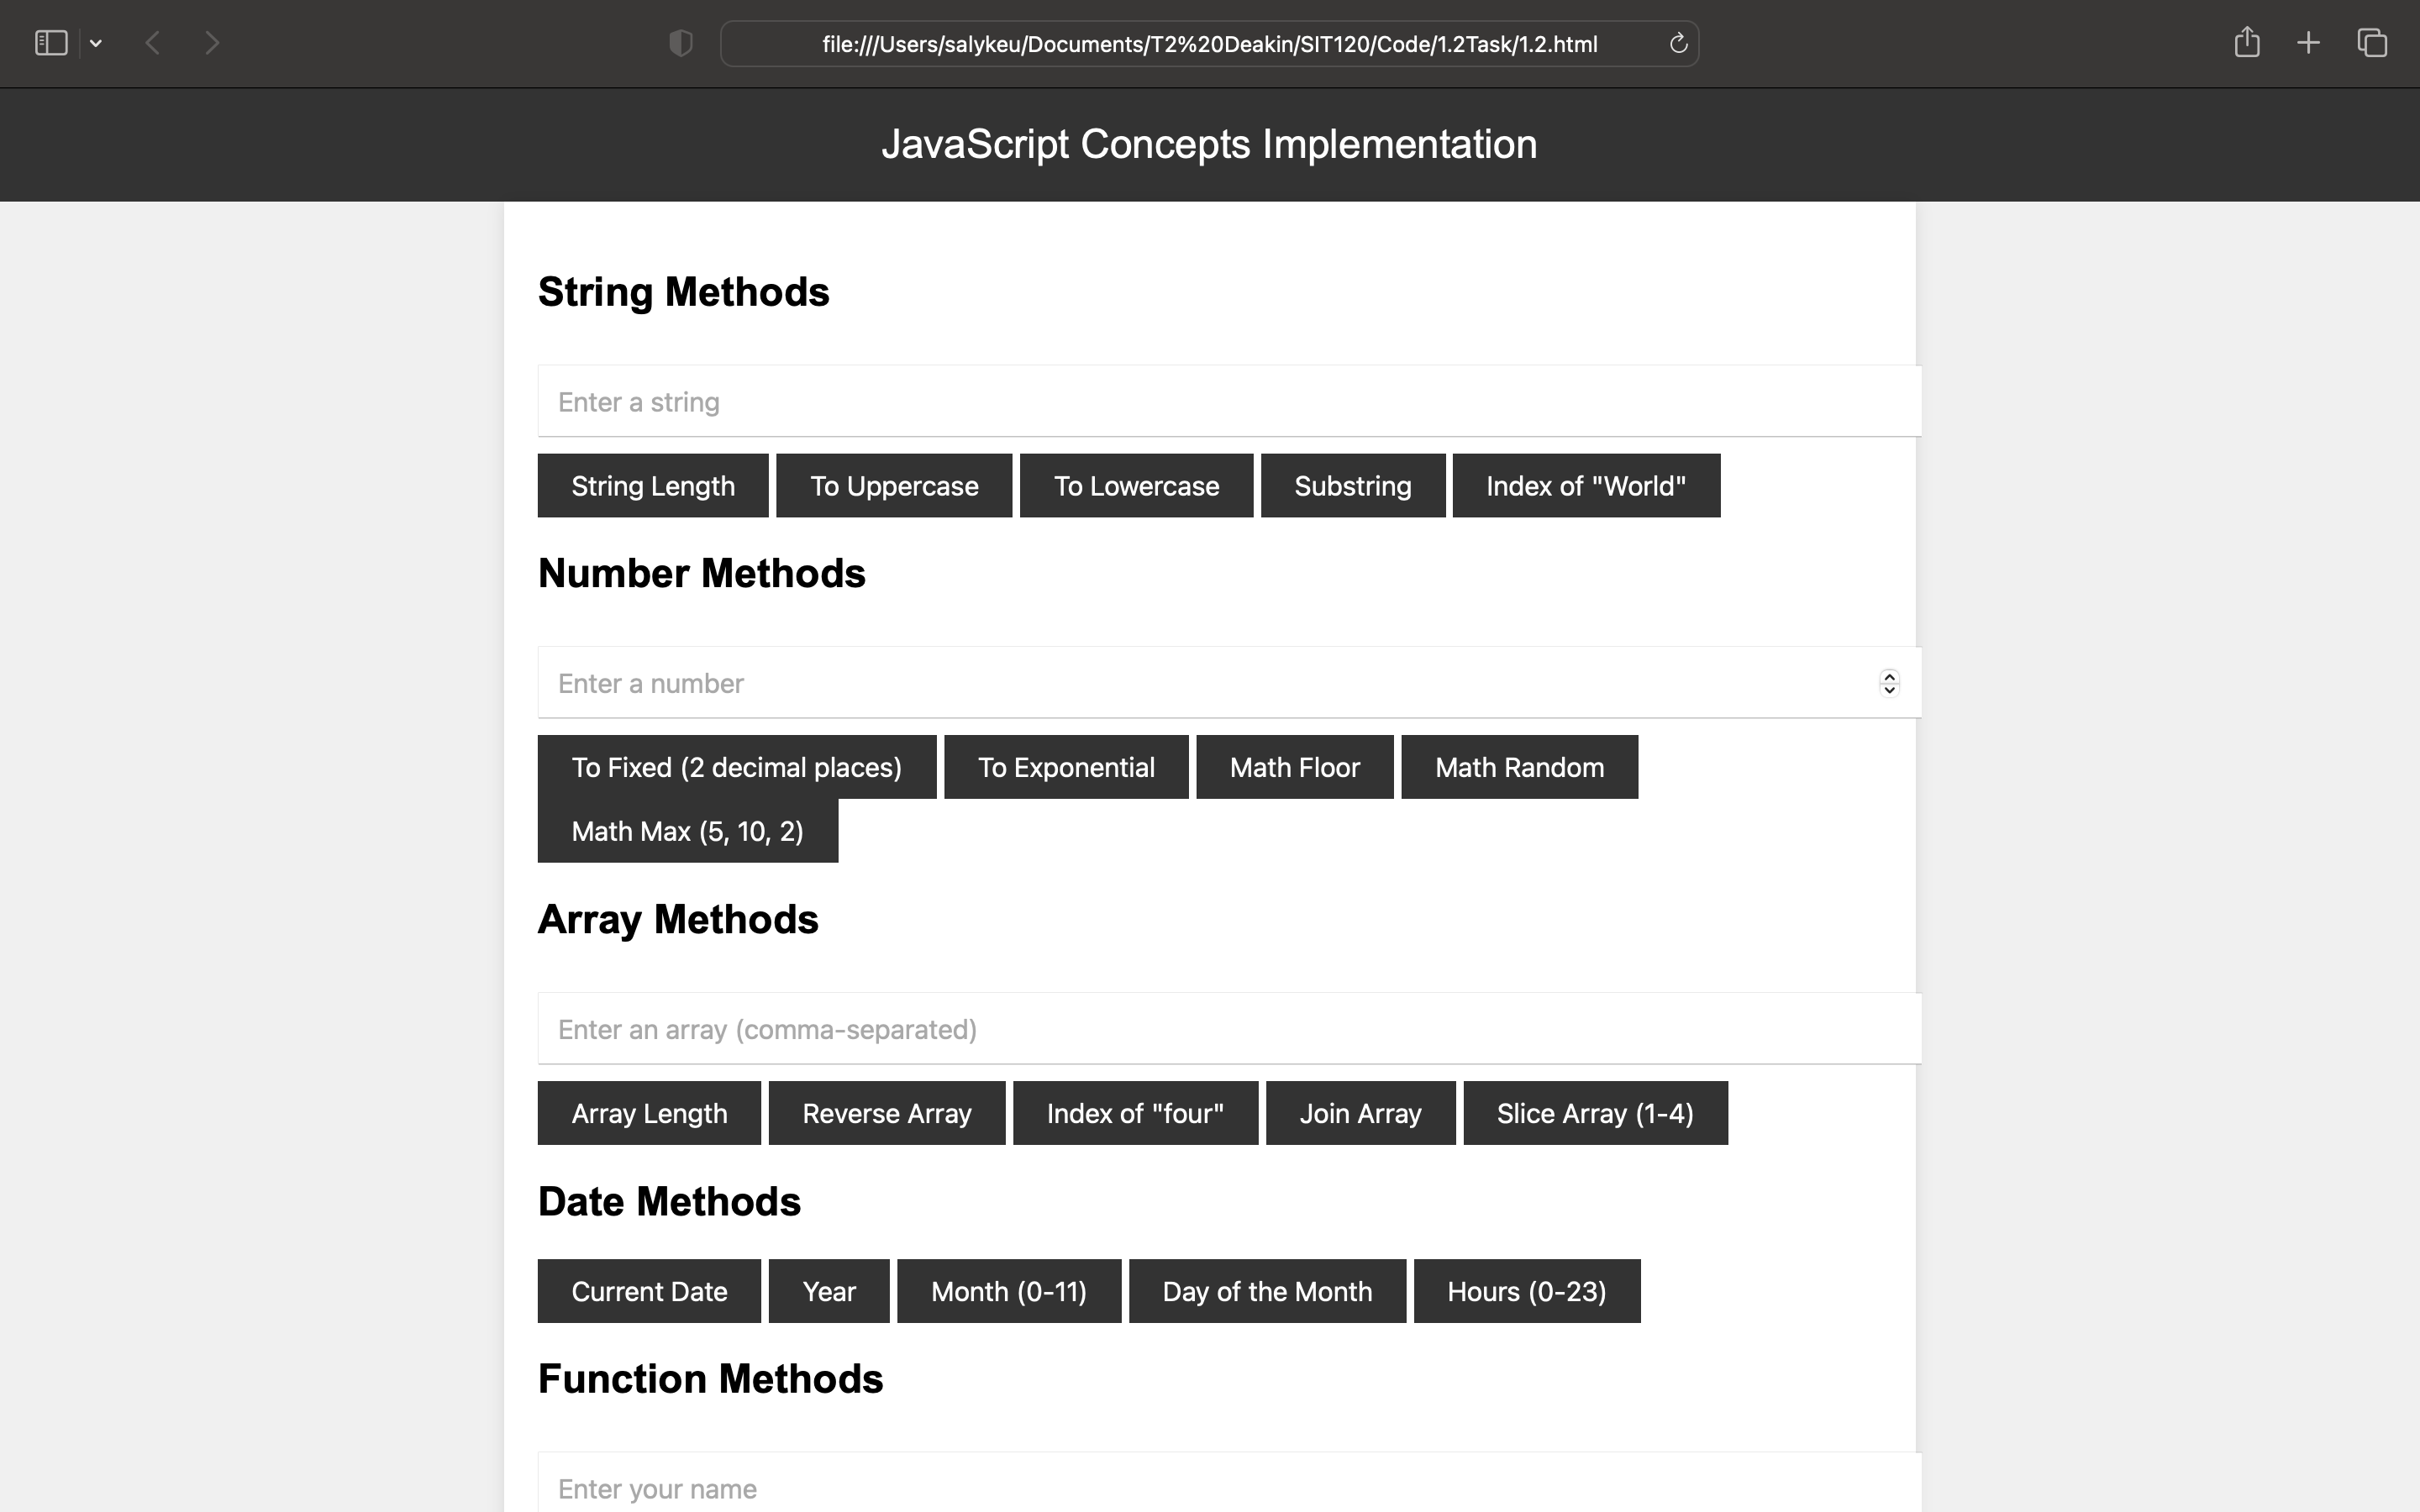 file:///Users/salykeu/Documents/T2%20Deakin/SIT120/Code/1.2Task/1.2.html
JavaScript Concepts Implementation
String Methods
Enter a string
String Length To Uppercase To Lowercase Substring Index of "World"
Number Methods
Enter a number
To Fixed (2 decimal places) To Exponential Math Floor Math Random
Math Max (5, 10, 2)
Array Methods
Enter an array (comma-separated)
Array Length Reverse Array Index of "four" Join Array Slice Array (1-4)
Date Methods
Current Date Year Month (0-11) Day of the Month Hours (0-23)
Function Methods
Enter your name